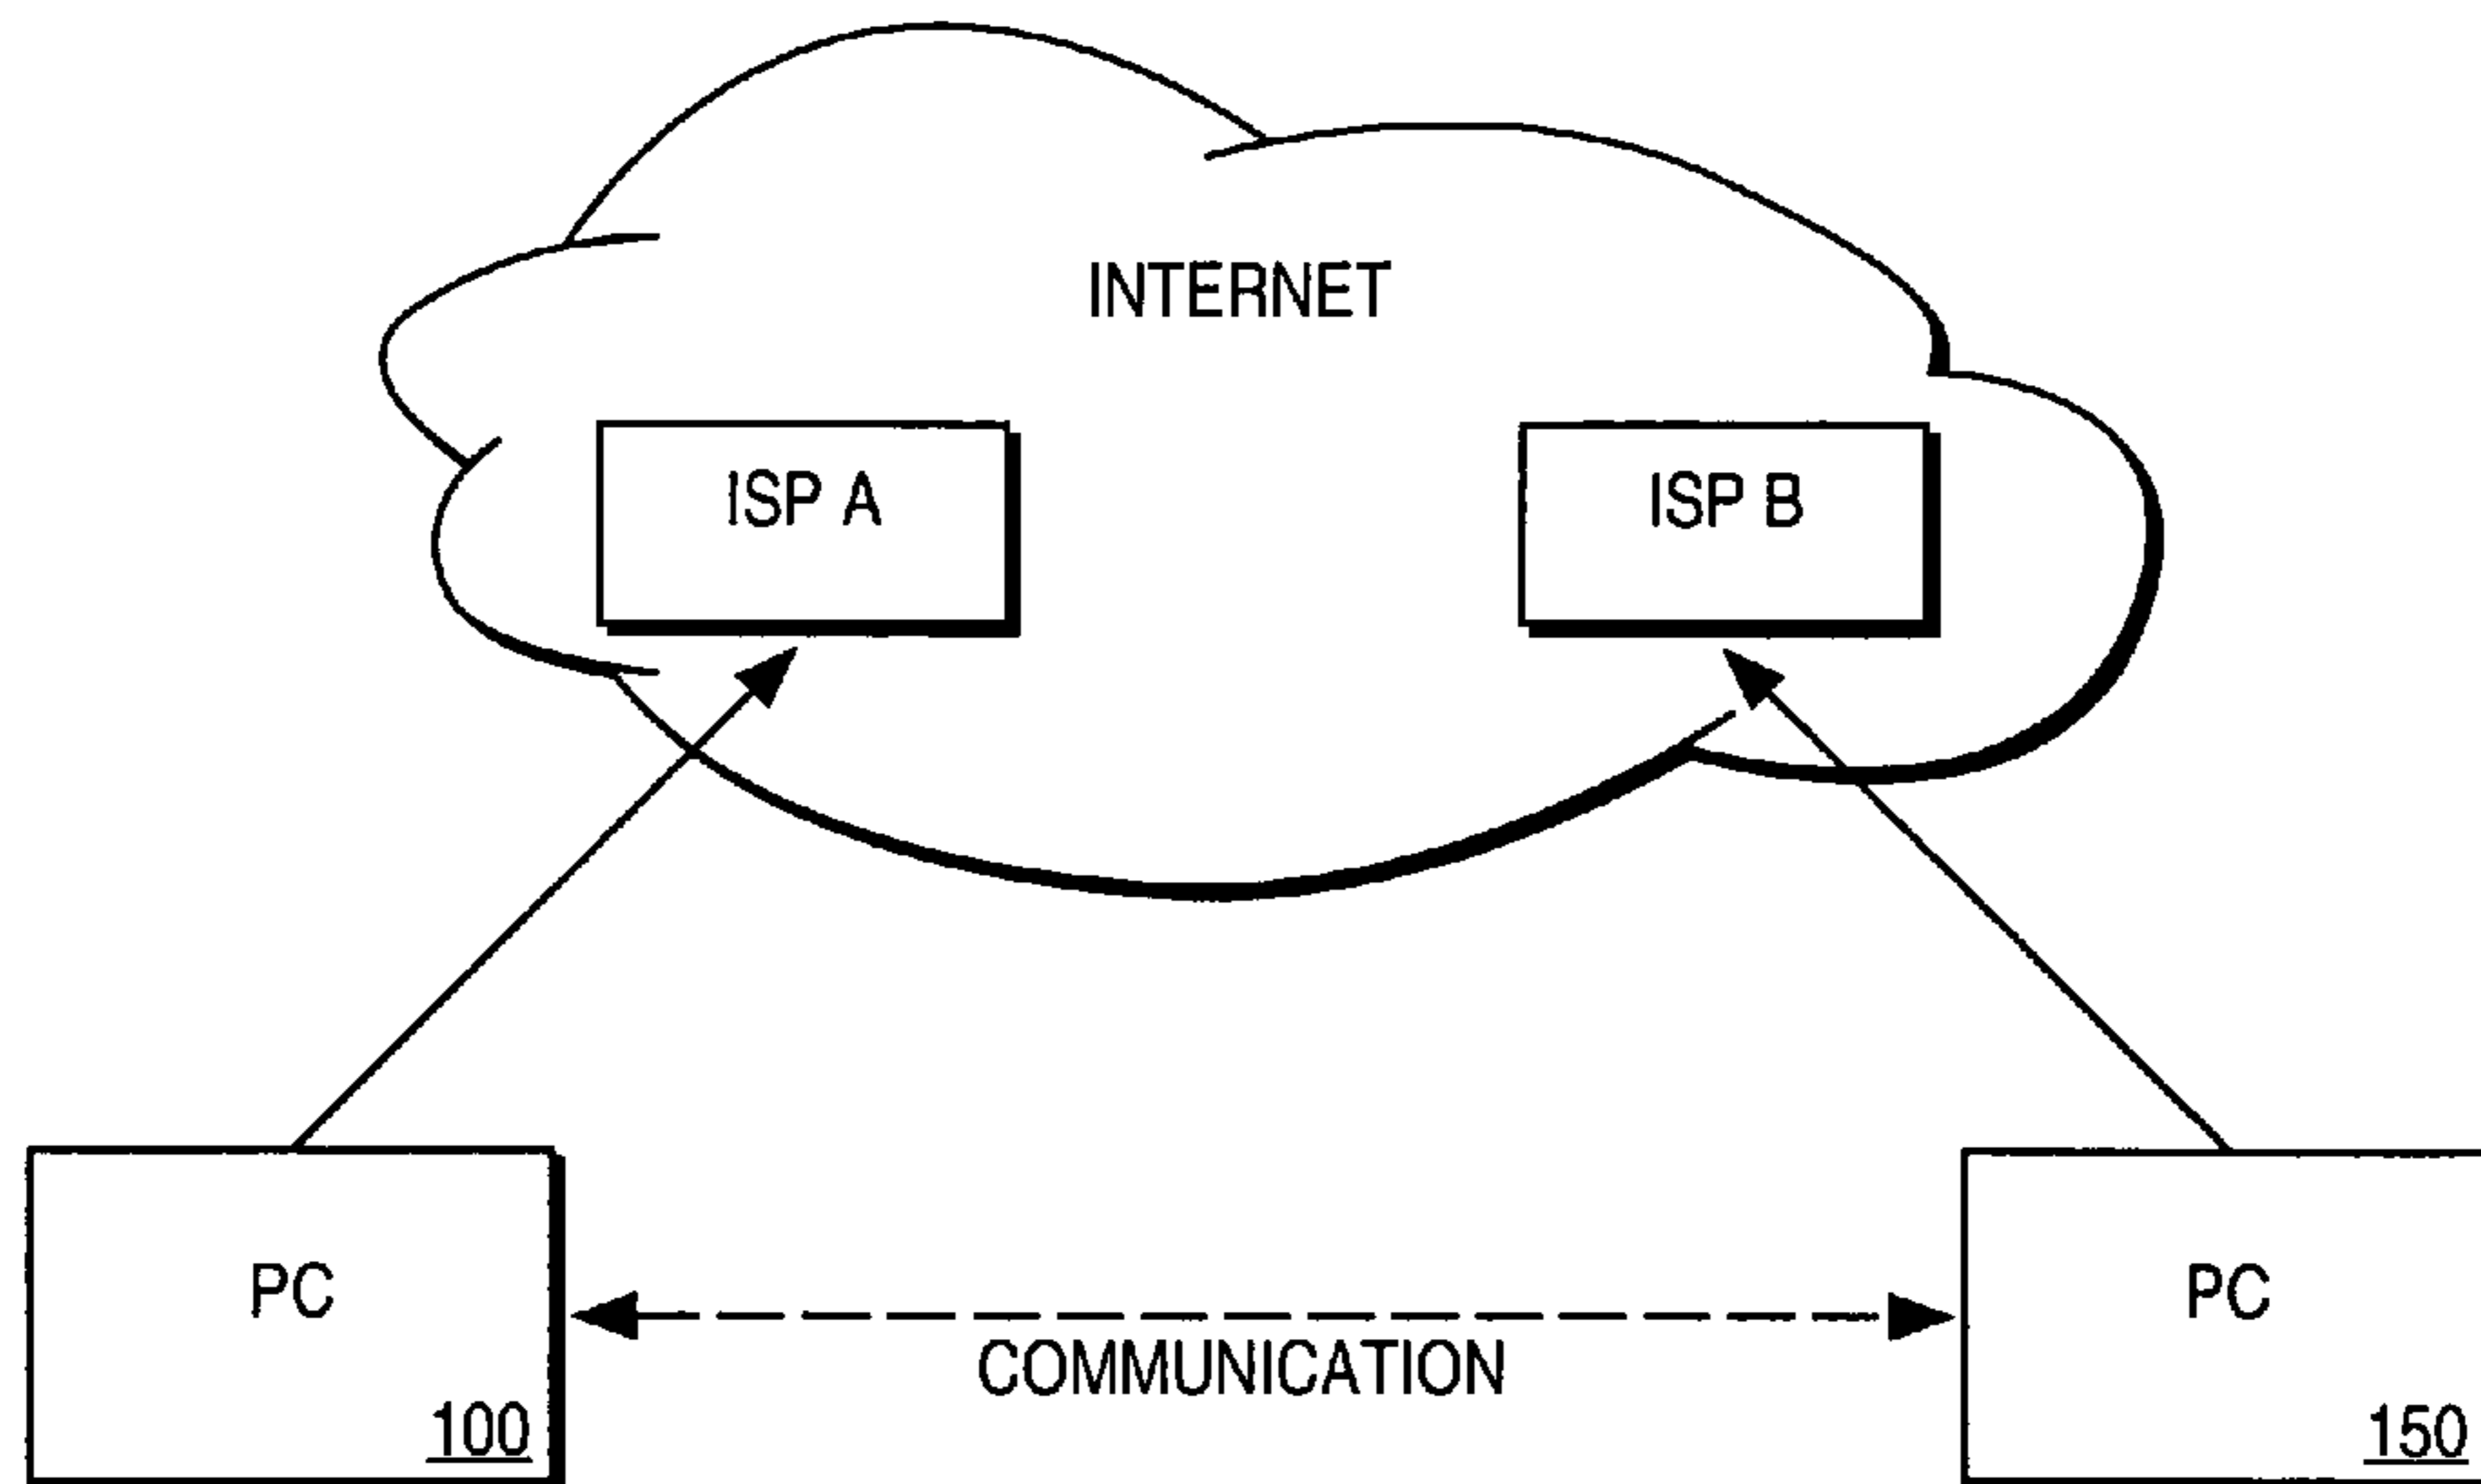 INTERNET
ISP A
ISP B
PC
100
COMMUNICATION
PC
150